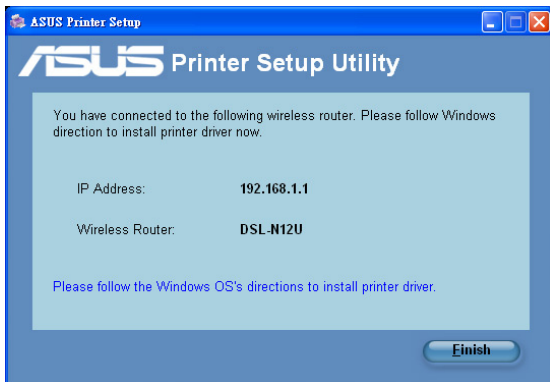 ASUS Printer Setup
ASUS Printer Setup Utility
You have connected to the following wireless router. Please follow Windows
direction to install printer driver now.
IP Address: 192.168.1.1
Wireless Router: DSL-N12U
Please follow the Windows OS's directions to install printer driver.
Finish